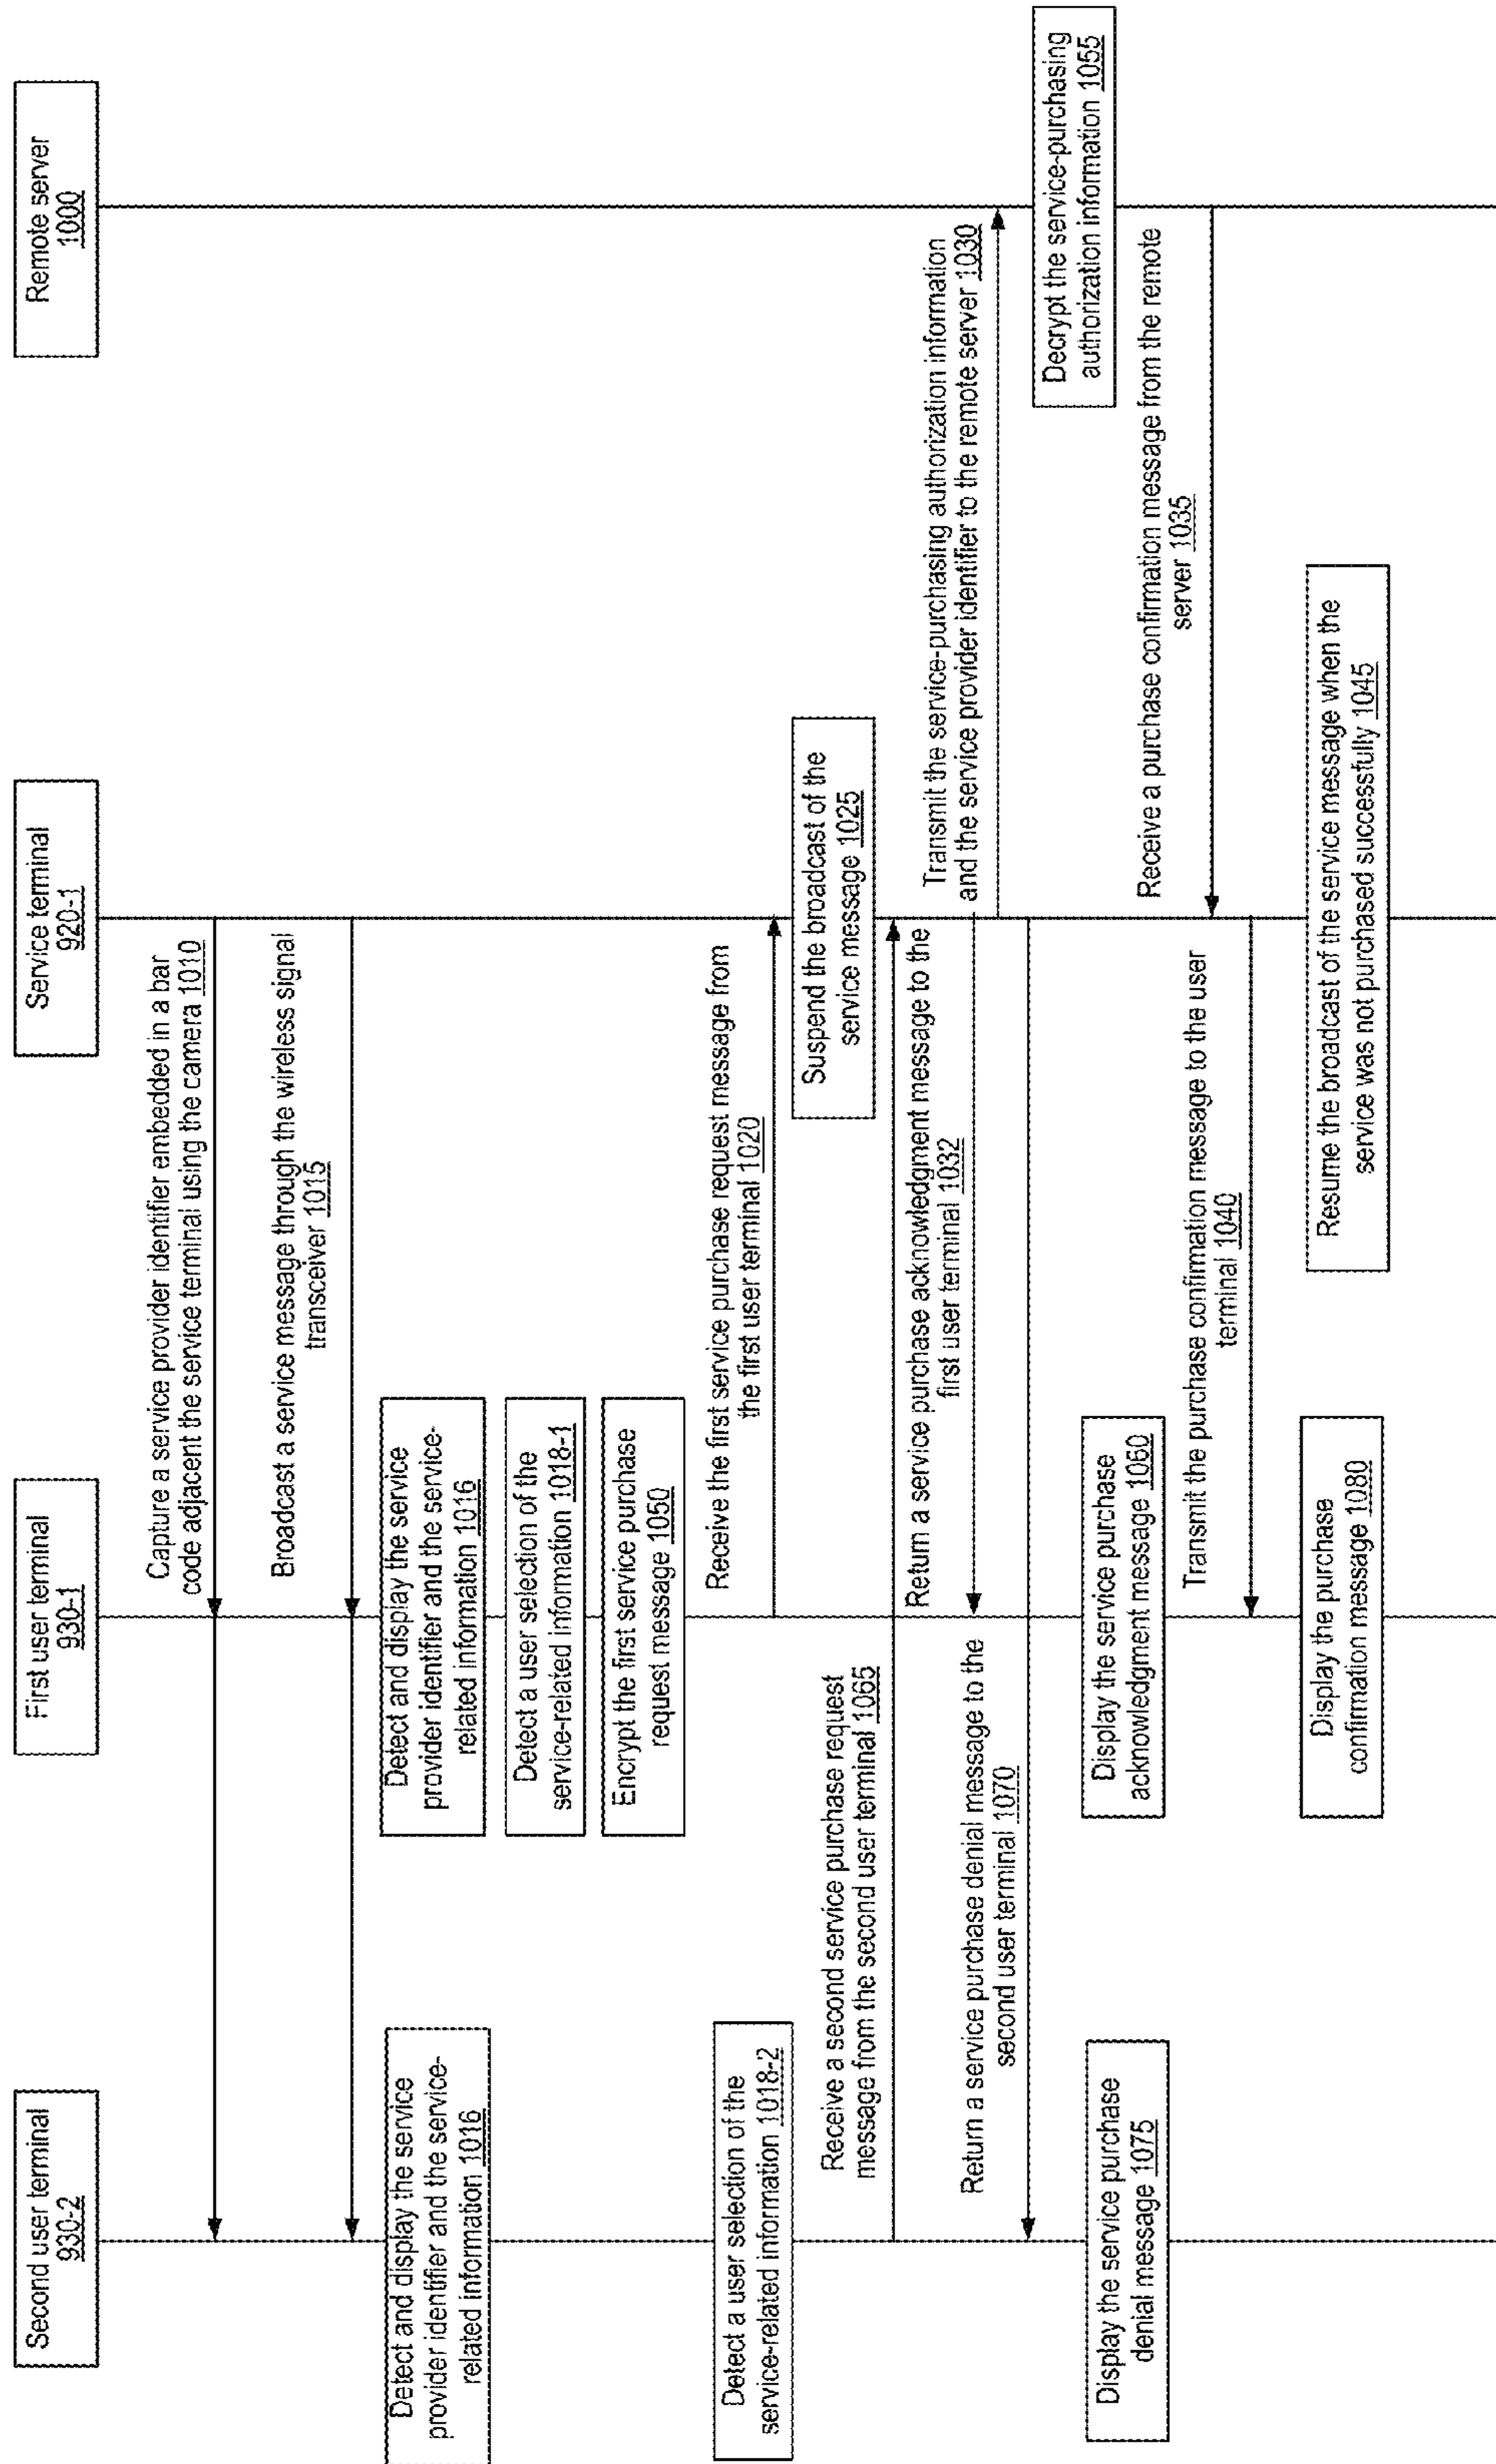 Second user terminal
930-2
First user terminal
930-1
Service terminal
920-1
Remote server
1000
Capture a service provider identifier embedded in a bar
code adjacent the service terminal using the camera 1010
Broadcast a service message through the wireless signal
transceiver 1015
Detect and display the service
provider identifier and the service-
related information 1016
Detect and display the service
provider identifier and the service-
related information 1016
Detect a user selection of the
service-related information 1018-1
Encrypt the first service purchase
request message 1050
Receive the first service purchase request message from
the first user terminal 1020
Detect a user selection of the
service-related information 1018-2
Suspend the broadcast of the
service message 1025
Receive a second service purchase request
message from the second user terminal 1065
Return a service purchase acknowledgment message to the
first user terminal 1032
Transmit the service-purchasing authorization information
and the service provider identifier to the remote server 1030
Return a service purchase denial message to the
second user terminal 1070
Decrypt the service-purchasing
authorization information 1055
Display the service purchase
denial message 1075
Display the service purchase
acknowledgment message 1060
Receive a purchase confirmation message from the remote
server 1035
Transmit the purchase confirmation message to the user
terminal 1040
Display the purchase
confirmation message 1080
Resume the broadcast of the service message when the
service was not purchased successfully 1045